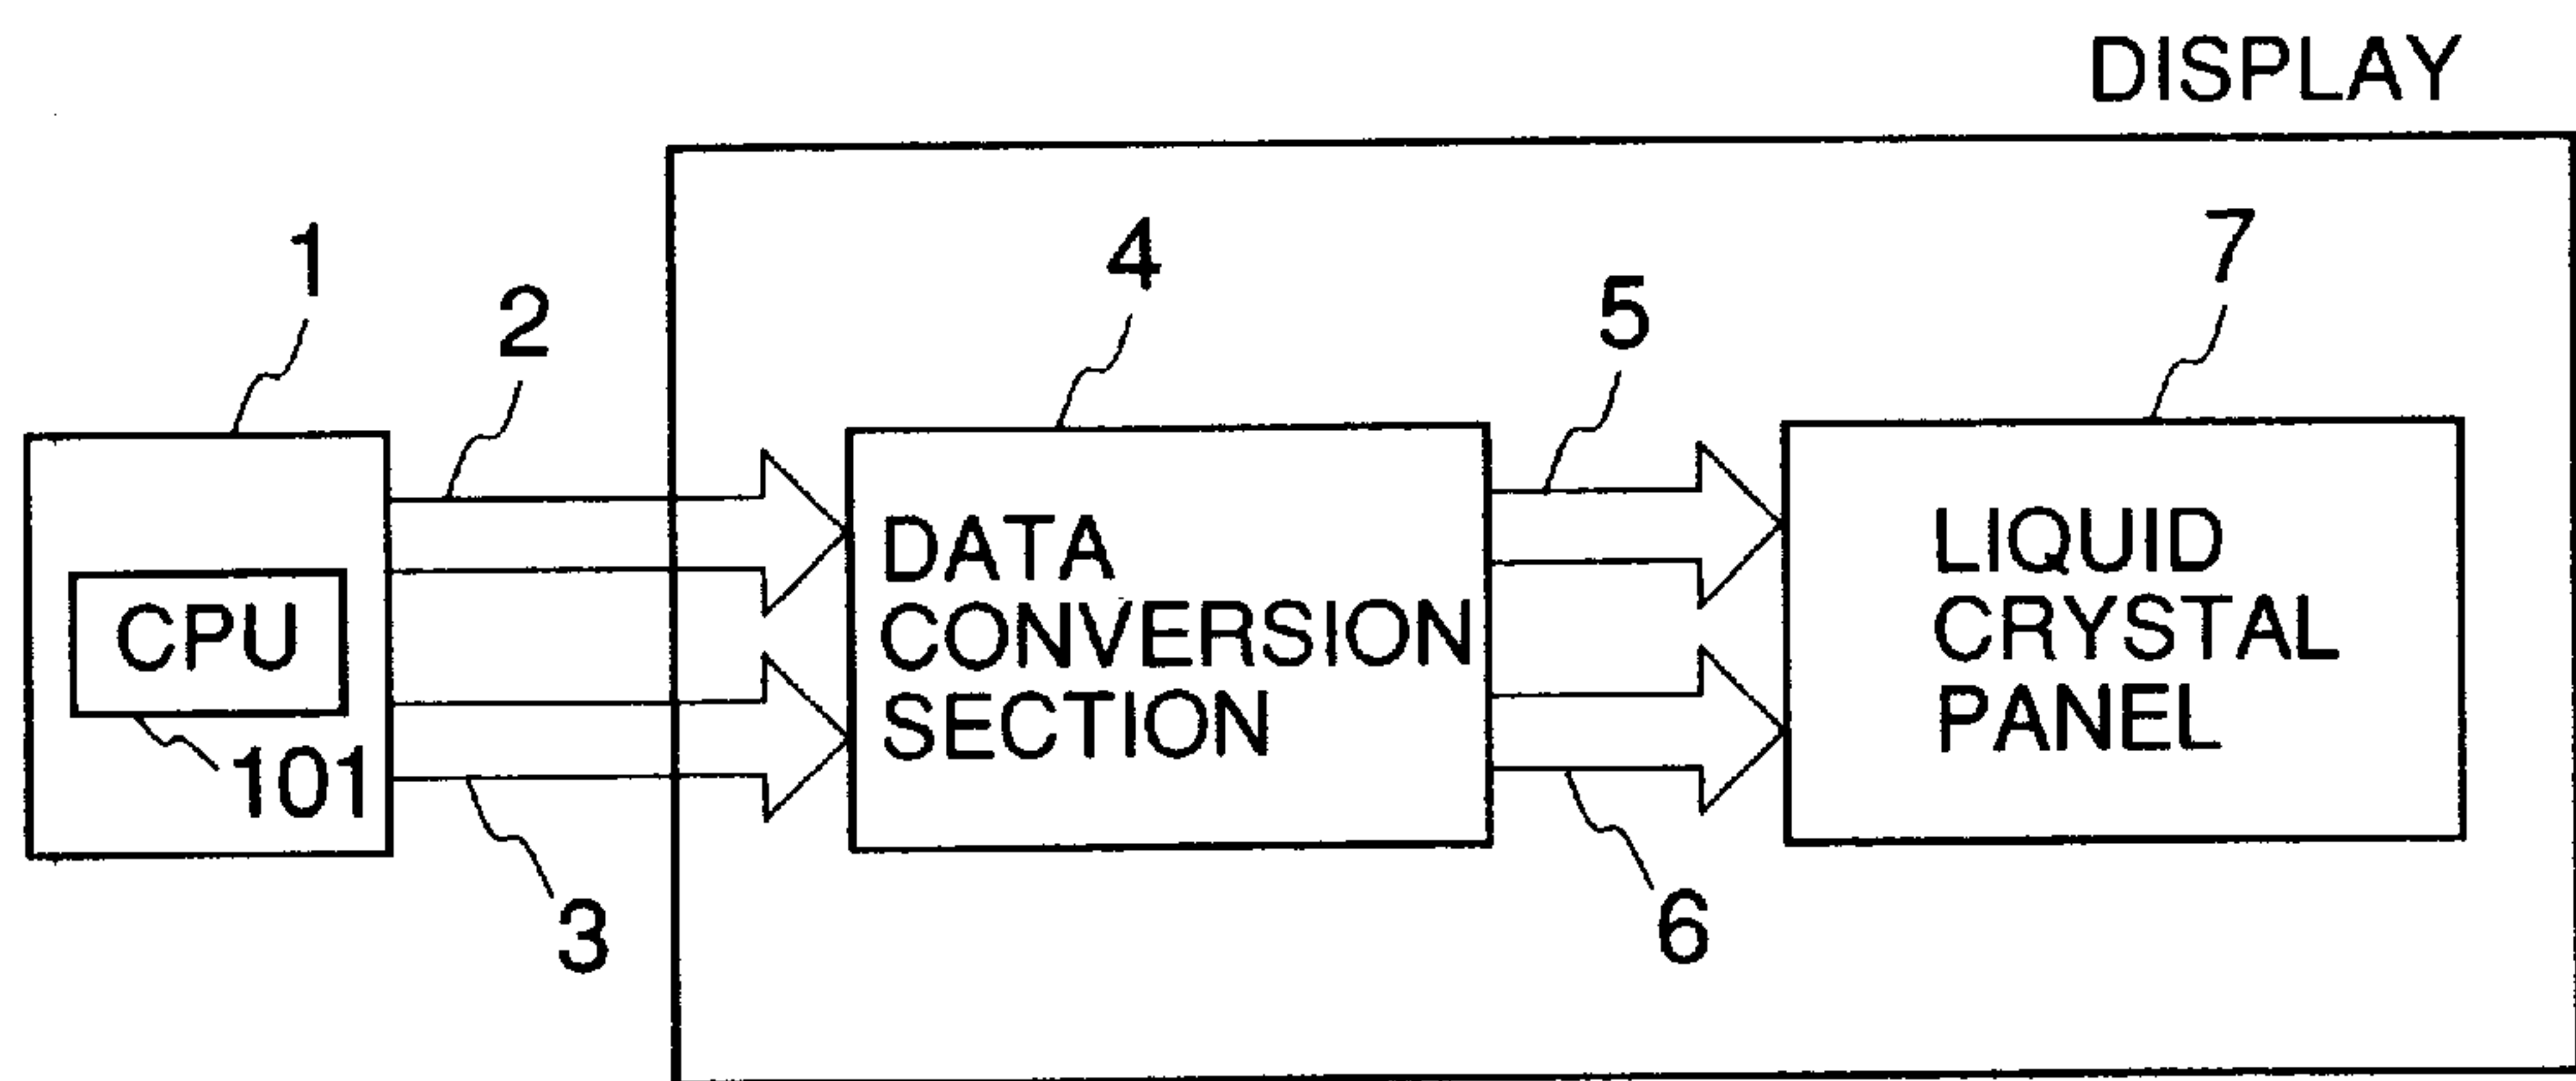 DISPLAY
1
2
4
5
7
CPU
101
DATA
CONVERSION
SECTION
LIQUID
CRYSTAL
PANEL
3
6